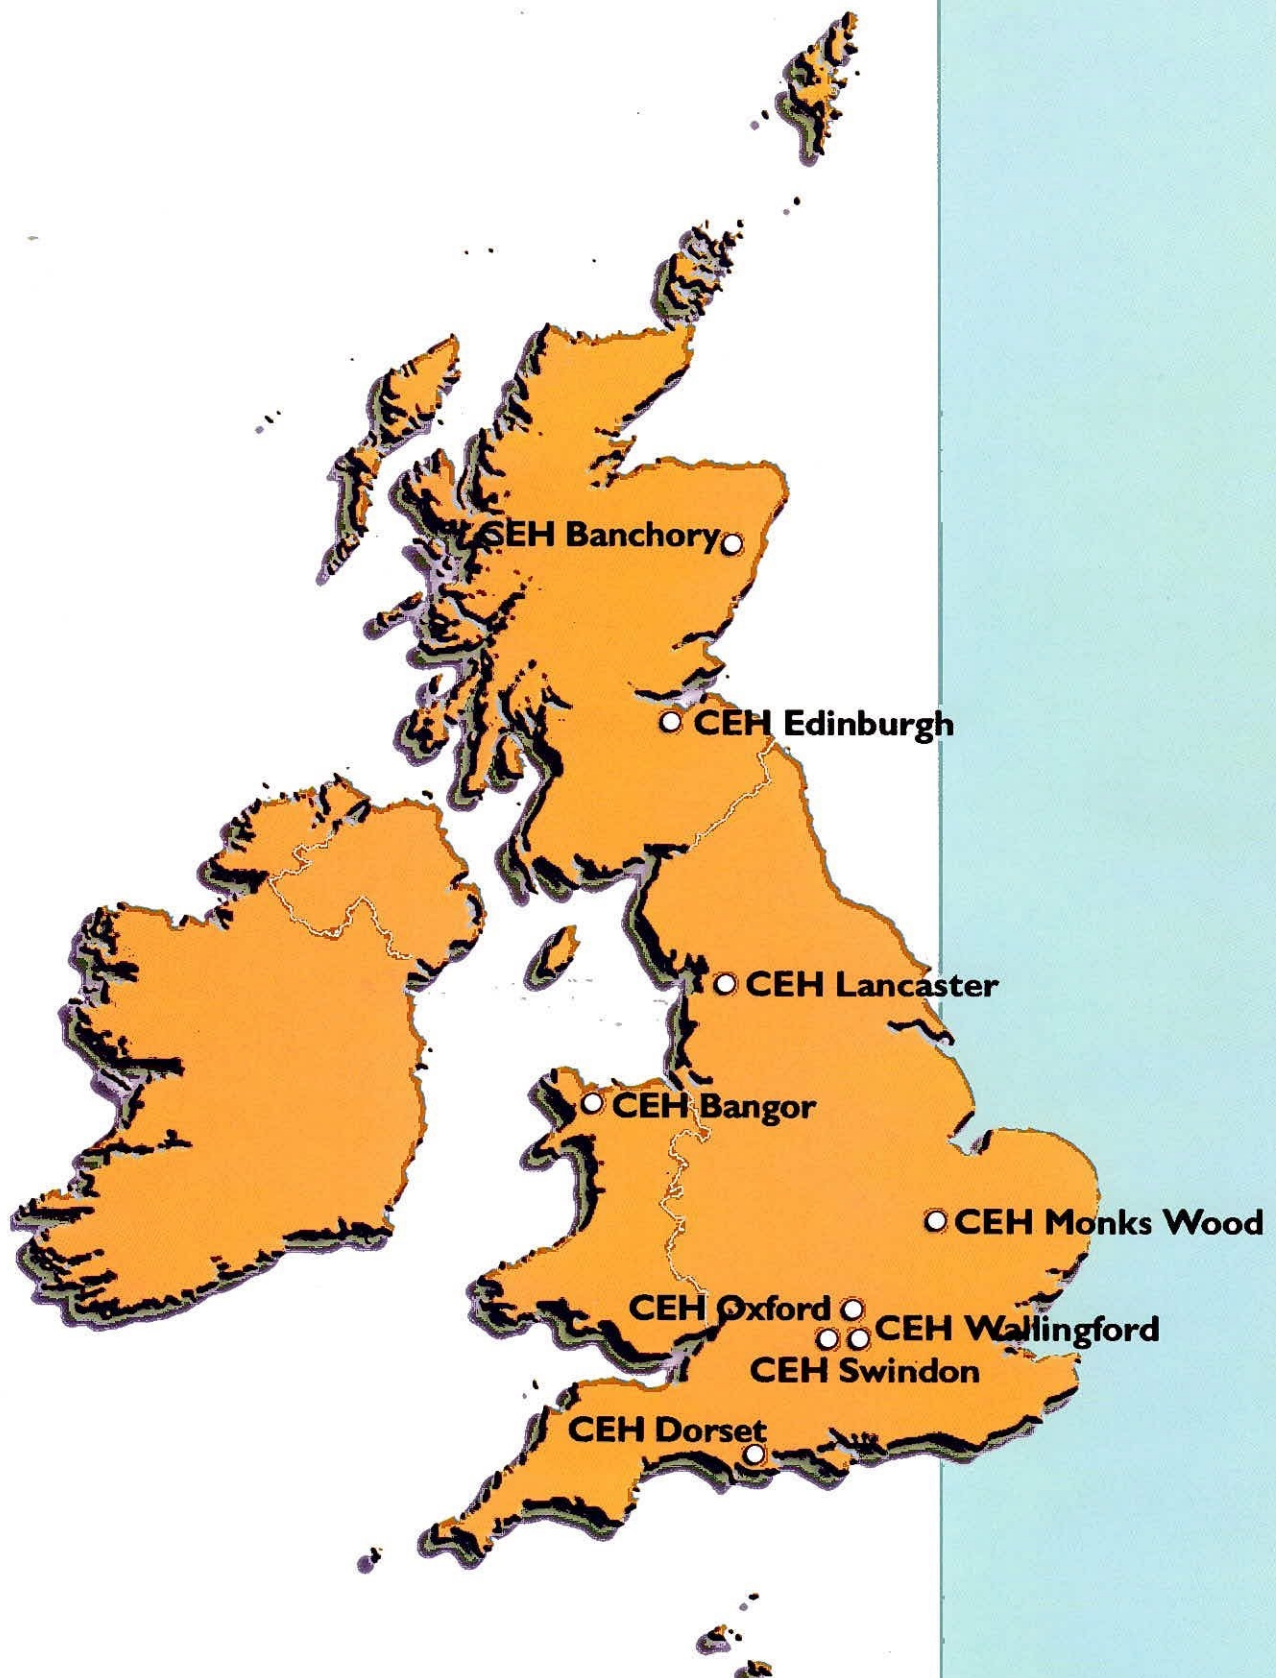 CEH Banchory
CEH Edinburgh
CEH Lancaster
CEH Bangor
CEH Monks Wood
CEH Oxford
CEH Wallingford
CEH Swindon
CEH Dorset